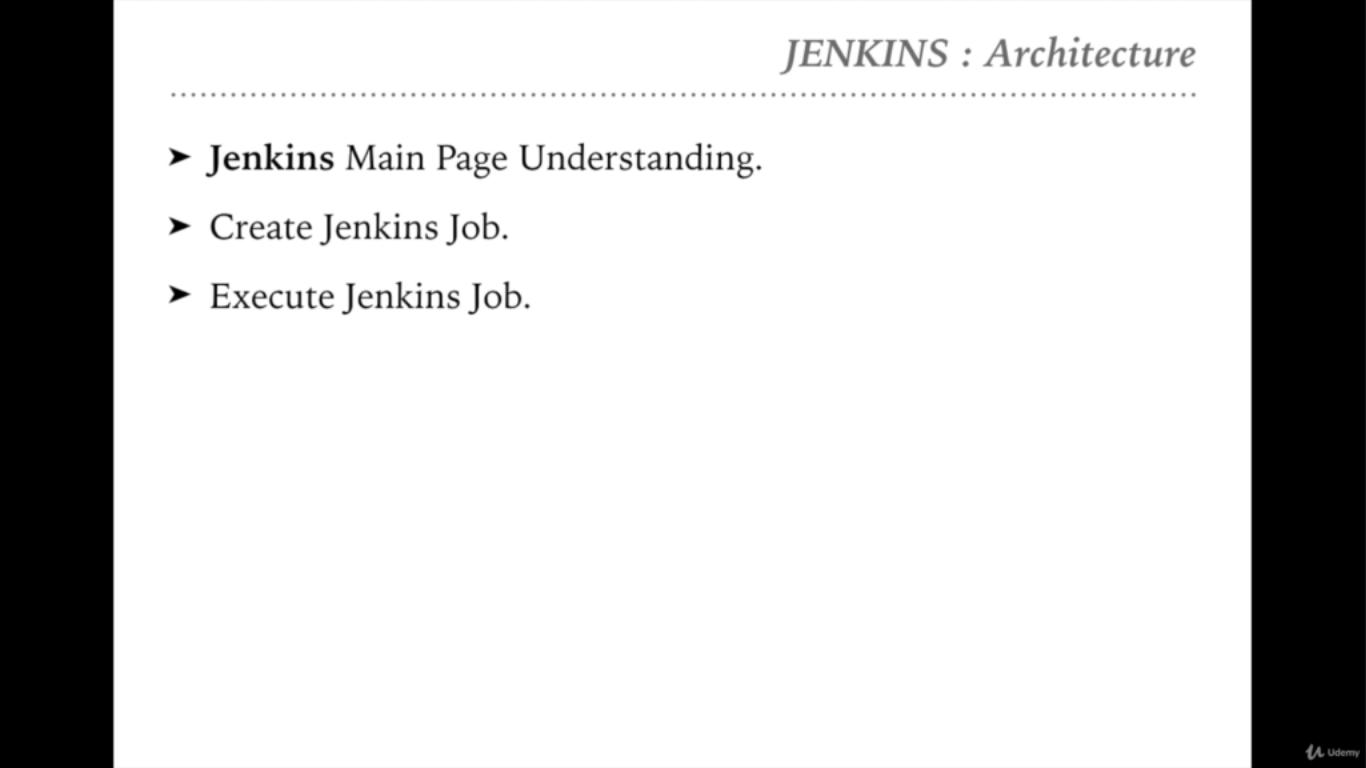 JENKINS : Architecture
➤ Jenkins Main Page Understanding.
➤ Create Jenkins Job.
➤ Execute Jenkins Job.
Udemy